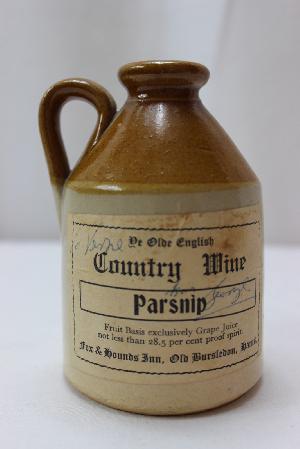 Ye Olde English
Country Wine
Parsnip
Fruit Basis exclusively Grape Juice
not less than 28.5 per cent proof spirit.
Fox & Hounds Inn, Old Bursledon, Hants.